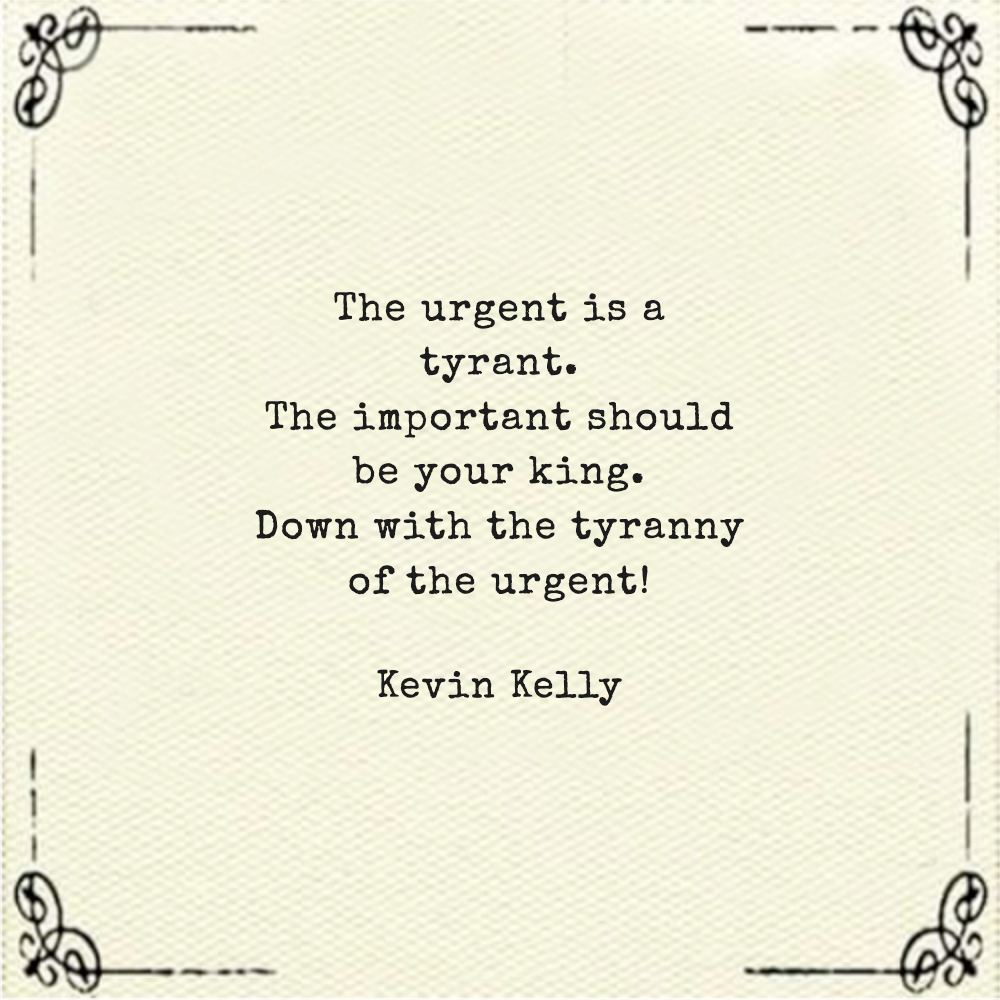 The urgent is a
tyrant.
The important should
be your king.
Down with the tyranny
of the urgent!
Kevin Kelly